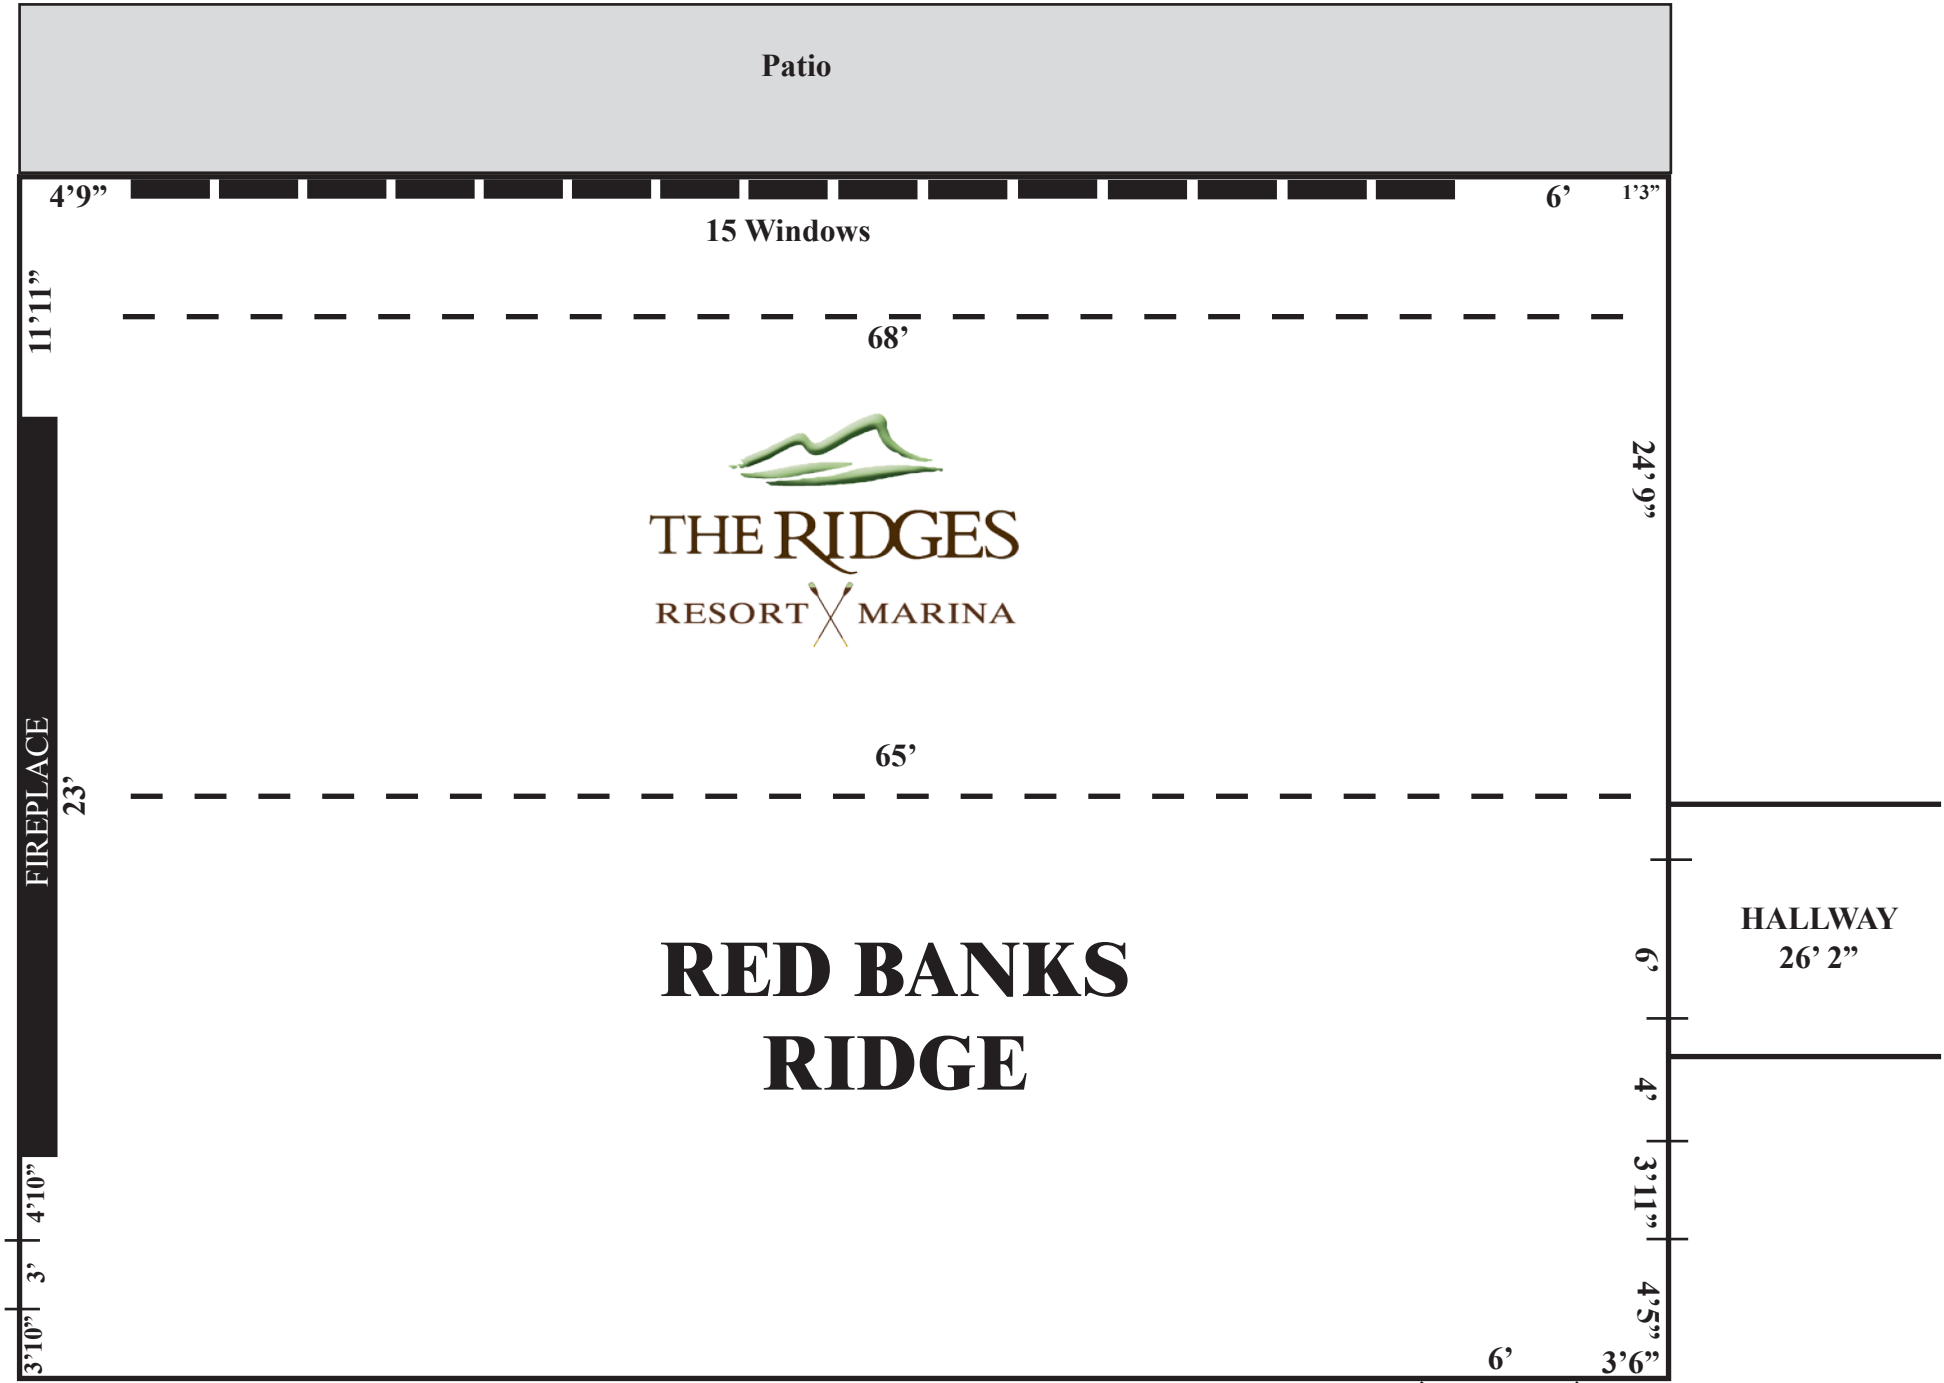 Patio
4’9”
6’
1’3”
15 Windows
11’11”
68’
24’ 9”
THE RIDGES
RESORT MARINA
65’
FIREPLACE
23’
RED BANKS
RIDGE
HALLWAY
26’ 2”
6’
4’
3’11”
4’10”
3’
4’5”
3’10”
6’
3’6”